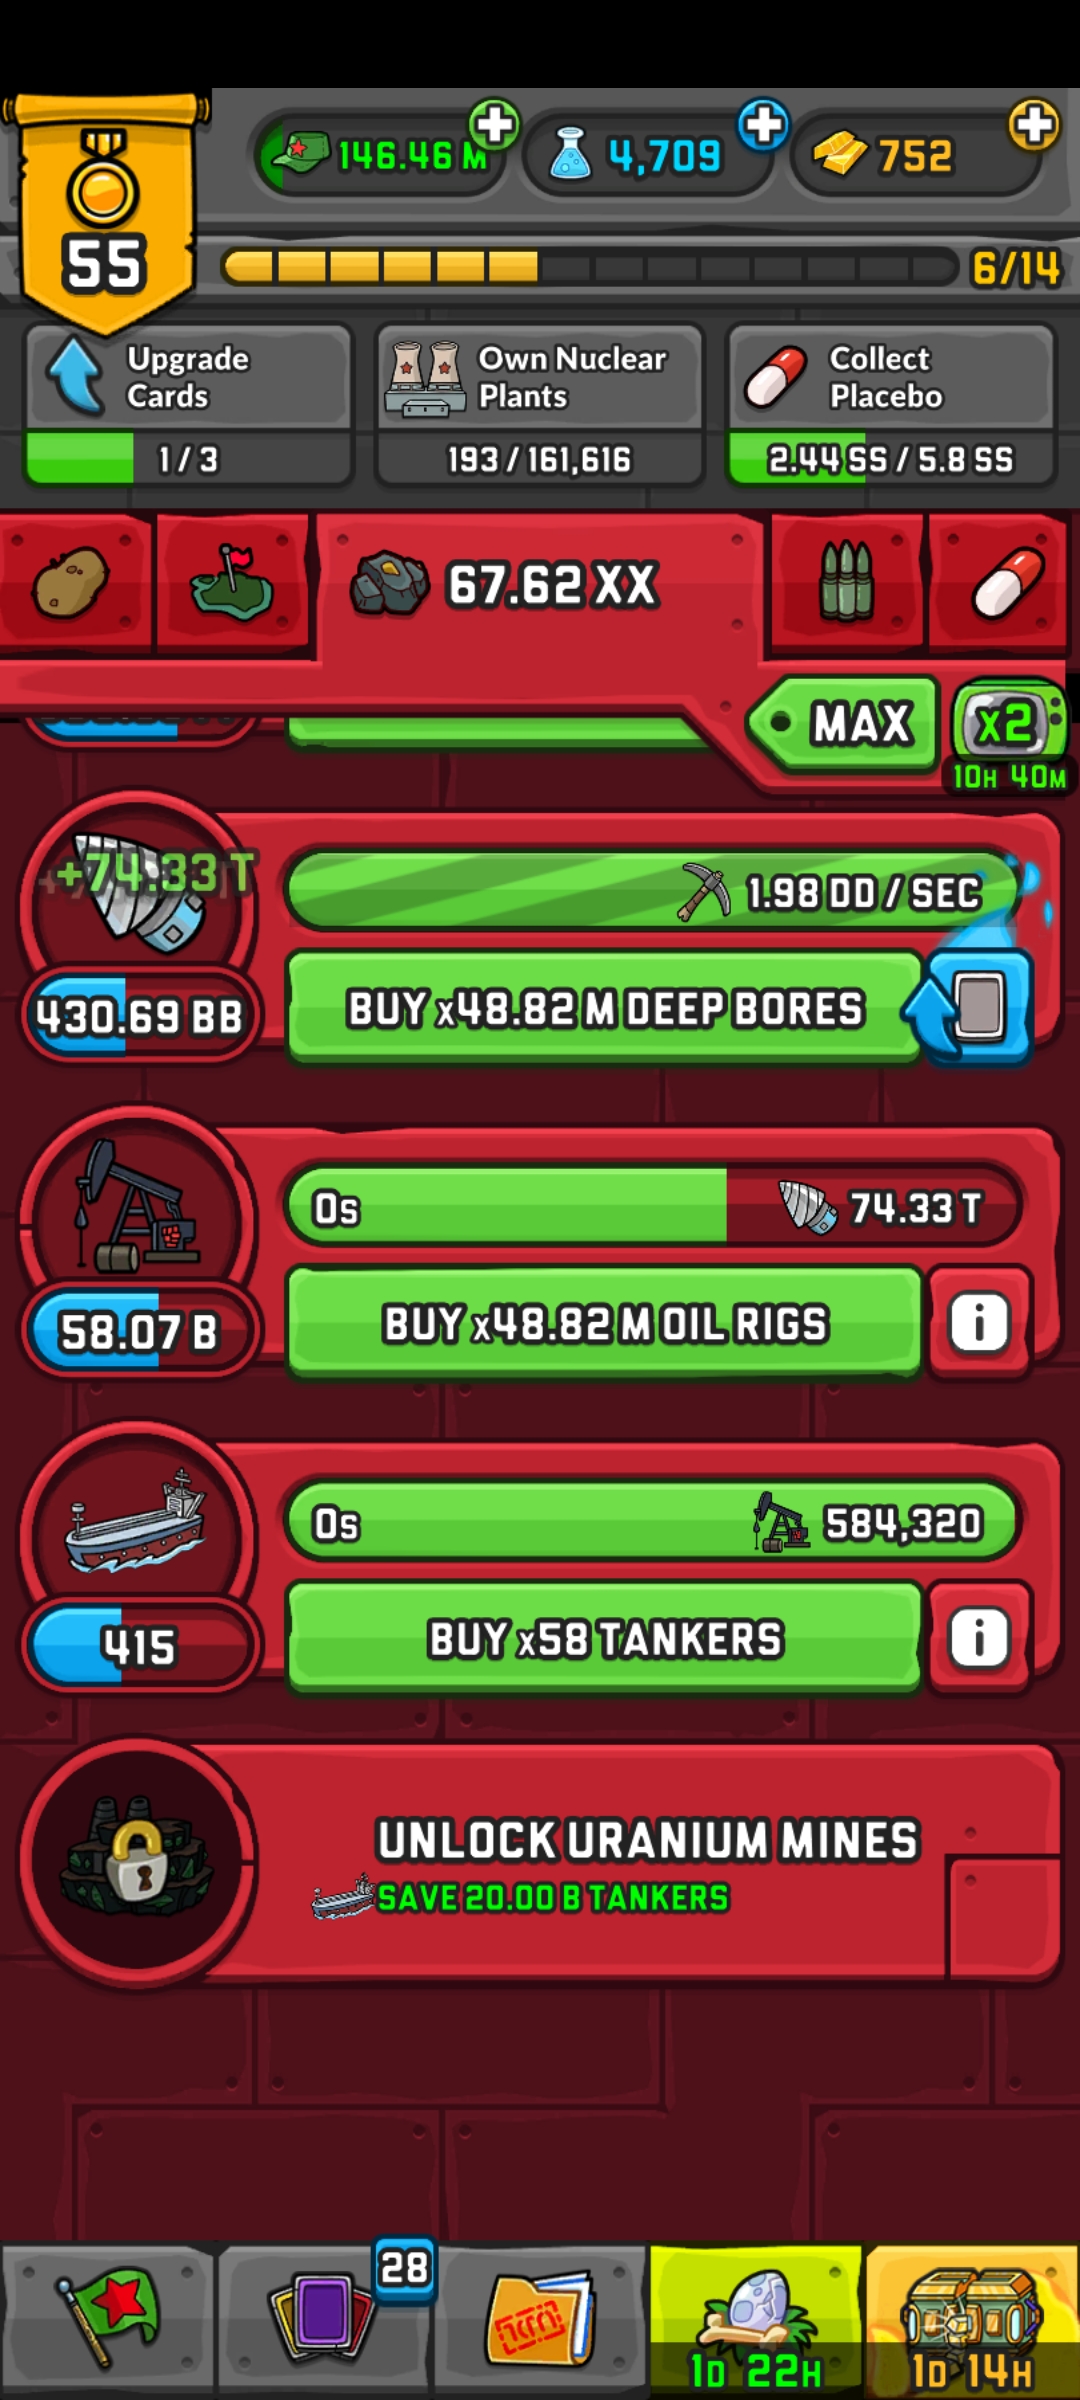 55
146.46 M
4,709
752
6/14
Upgrade
Cards
1 / 3
Own Nuclear
Plants
193 / 161,616
Collect
Placebo
2.44 SS / 5.8 SS
67.62 XX
MAX
x2
10H 40M
+74.33 T
1.98 DD / SEC
430.69 BB
BUY x48.82 M DEEP BORES
0s
74.33 T
58.07 B
BUY x48.82 M OIL RIGS
i
0s
584,320
415
BUY x58 TANKERS
i
UNLOCK URANIUM MINES
SAVE 20.00 B TANKERS
28
1D 22H
1D 14H